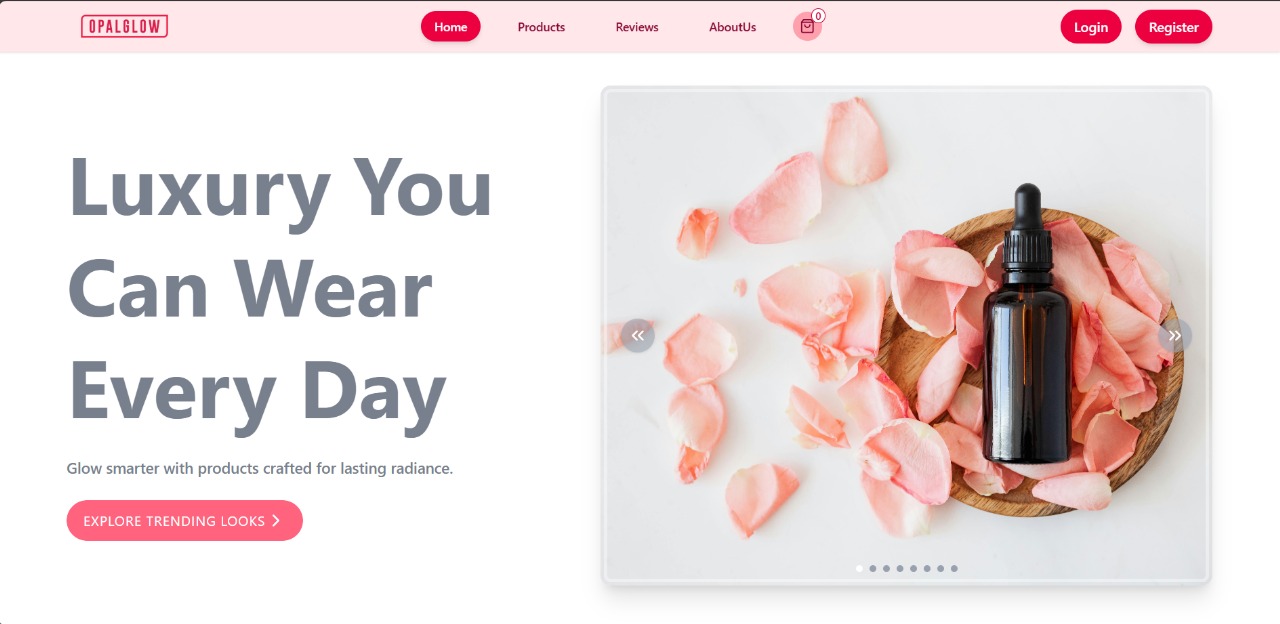 OPALGLOW
Home
Products
Reviews
AboutUs
0
Login
Register
Luxury You
Can Wear
Every Day
Glow smarter with products crafted for lasting radiance.
EXPLORE TRENDING LOOKS